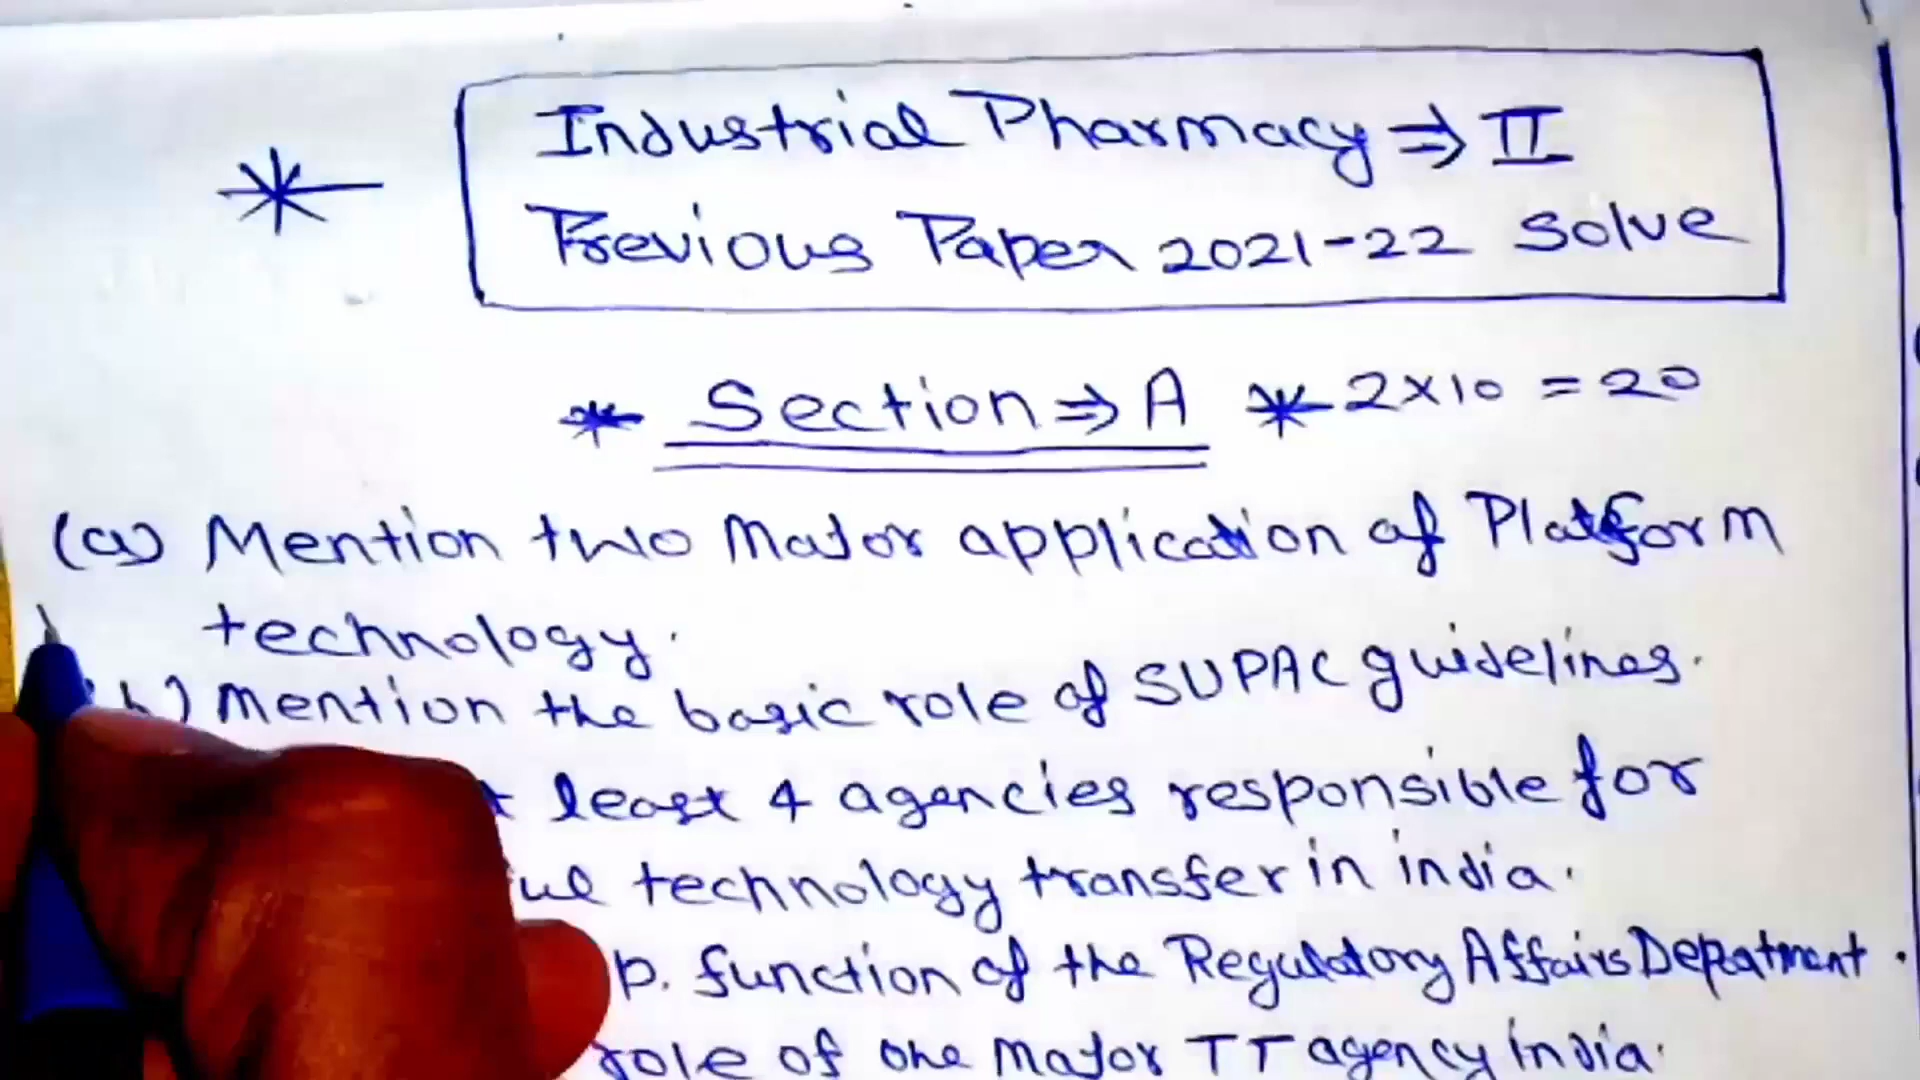 Industrial Pharmacy ⇒ II
Previous Paper 2021-22 Solve
* Section ⇒ A * 2×10 = 20
(a) Mention two Major application of Platform
technology.
b) Mention the basic role of SUPAC guidelines.
least 4 agencies responsible for
technology transfer in india.
p. function of the Regulatory Affairs Depeatment.
role of one Major TT agency India.